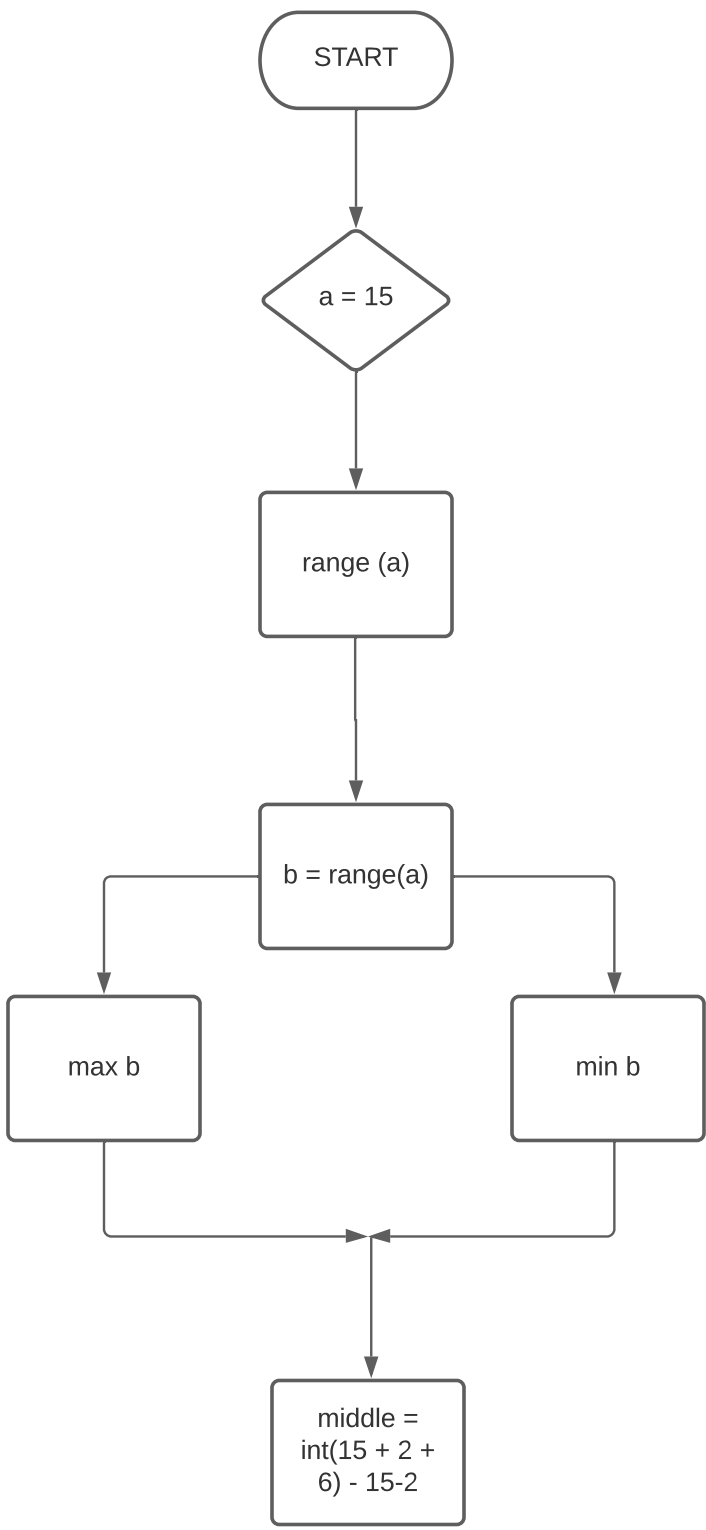 START
a = 15
range (a)
b = range(a)
max b
min b
middle =
int(15 + 2 +
6) - 15-2